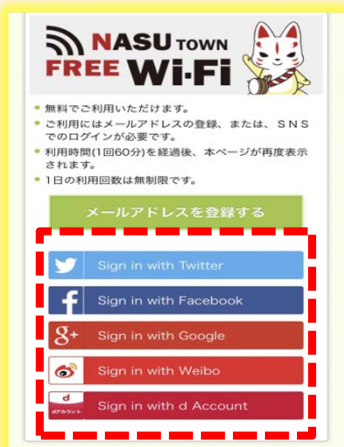 NASU TOWN
FREE Wi-Fi
無料でご利用いただけます。
ご利用にはメールアドレスの登録、または、SNS
でのログインが必要です。
利用時間(1回60分)を経過後、本ページが再度表示
されます。
1日の利用回数は無制限です。
メールアドレスを登録する
Sign in with Twitter
f Sign in with Facebook
g+ Sign in with Google
Sign in with Weibo
d
dアカウント Sign in with d Account